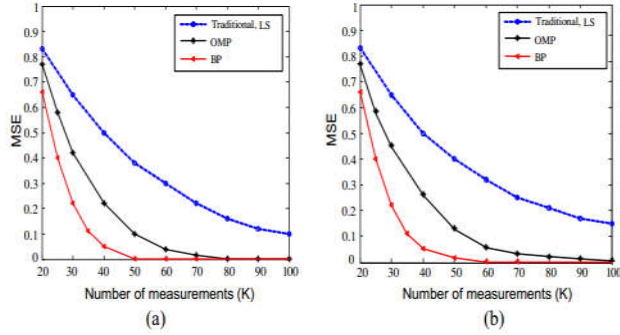 1
0.9
0.8
0.7
0.6
0.5
0.4
0.3
0.2
0.1
0
MSE
20 30 40 50 60 70 80 90 100
Number of measurements (K)
Traditional, LS
OMP
BP
(a)
1
0.9
0.8
0.7
0.6
0.5
0.4
0.3
0.2
0.1
0
MSE
20 30 40 50 60 70 80 90 100
Number of measurements (K)
Traditional, LS
OMP
BP
(b)